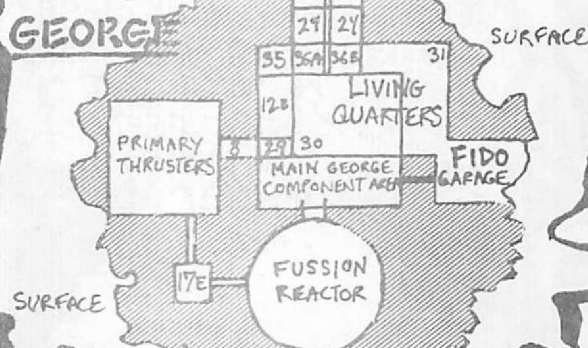 GEORGE
24 24
SURFACE
35 36A 36B 31
LIVING
QUARTERS
12B
PRIMARY
THRUSTERS
8 29 30
MAIN GEORGE
COMPONENT AREA
FIDO
GARAGE
17E
FUSSION
REACTOR
SURFACE